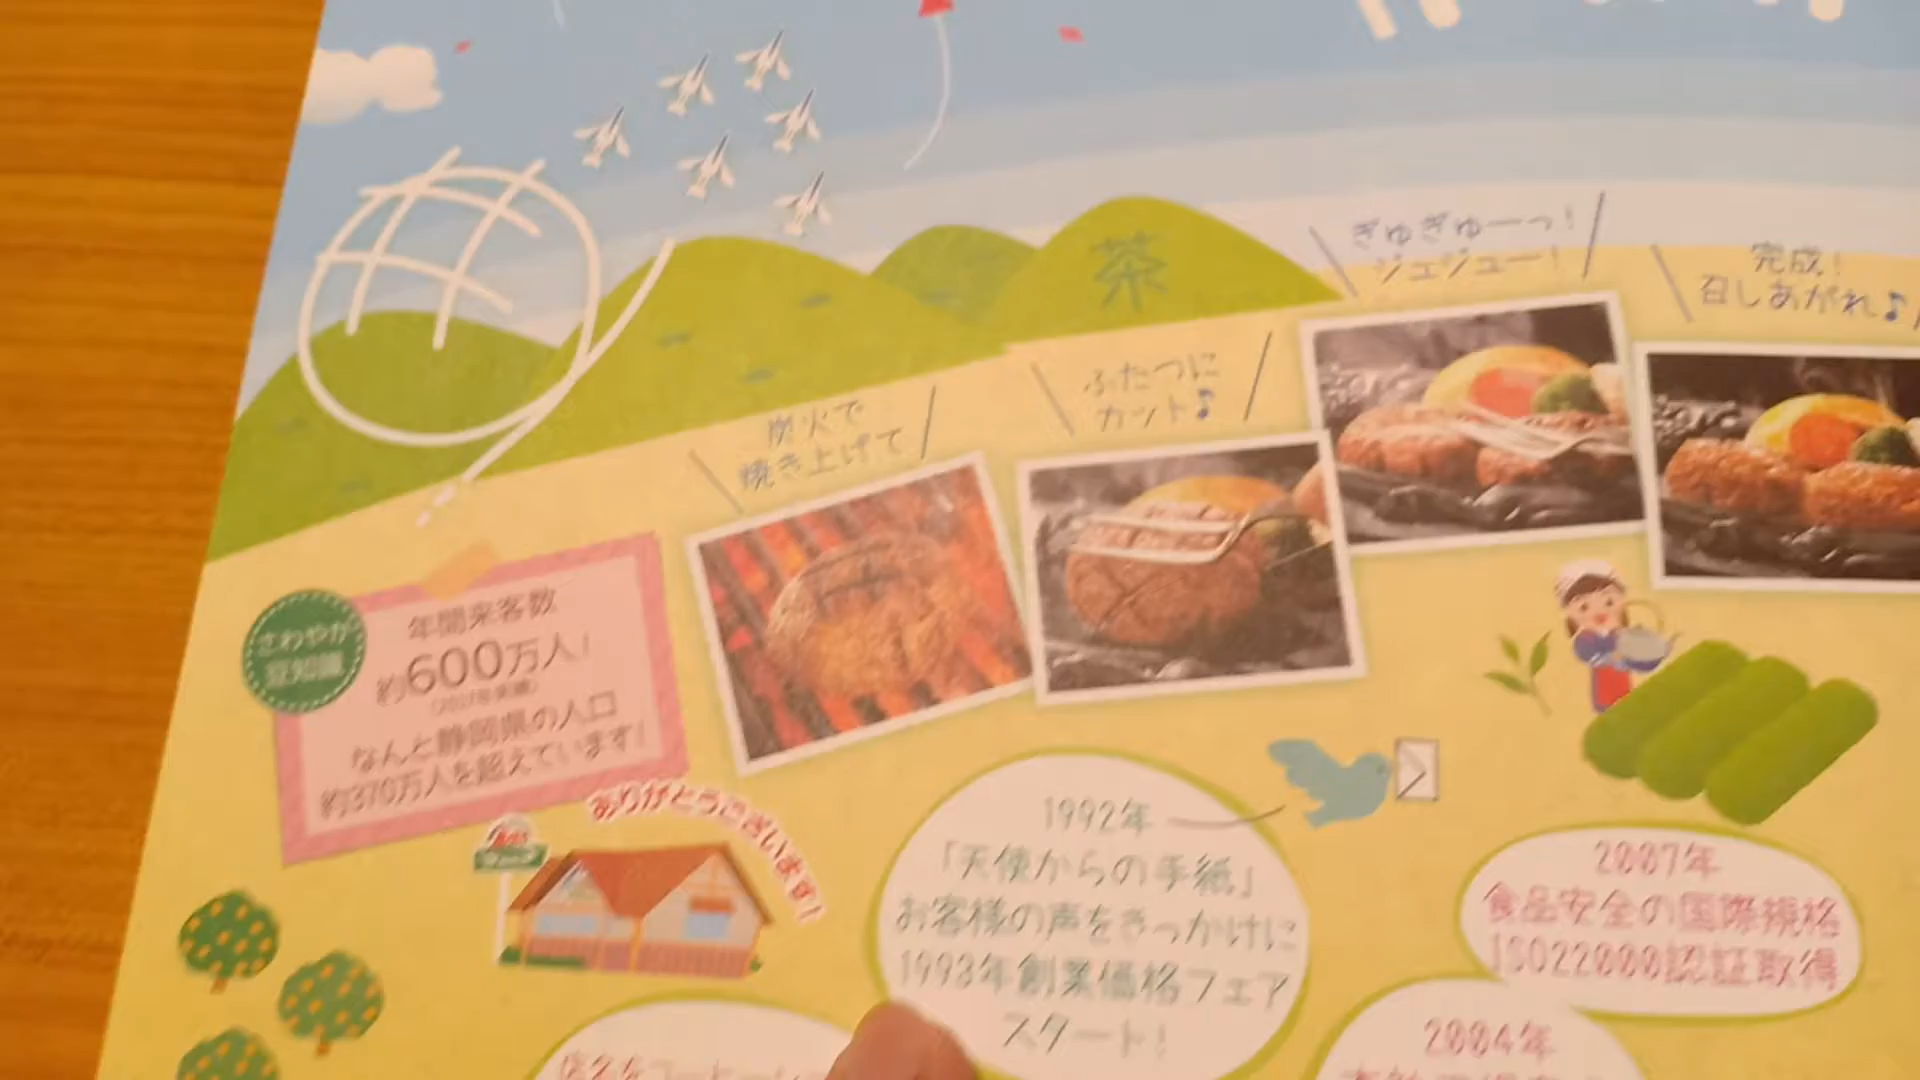 ぎゅぎゅーっ!
ジュジュー!
完成!
召しあがれ♪
茶
ふたつに
カット♪
炭火で
焼き上げて
さわやか
豆知識
年間来客数
約600万人!
なんと静岡県の人口
約370万人を超えています!
ありがとうございます!
1992年
「天使からの手紙」
お客様の声をきっかけに
1993年創業価格フェア
スタート!
2007年
食品安全の国際規格
ISO22000認証取得
2004年